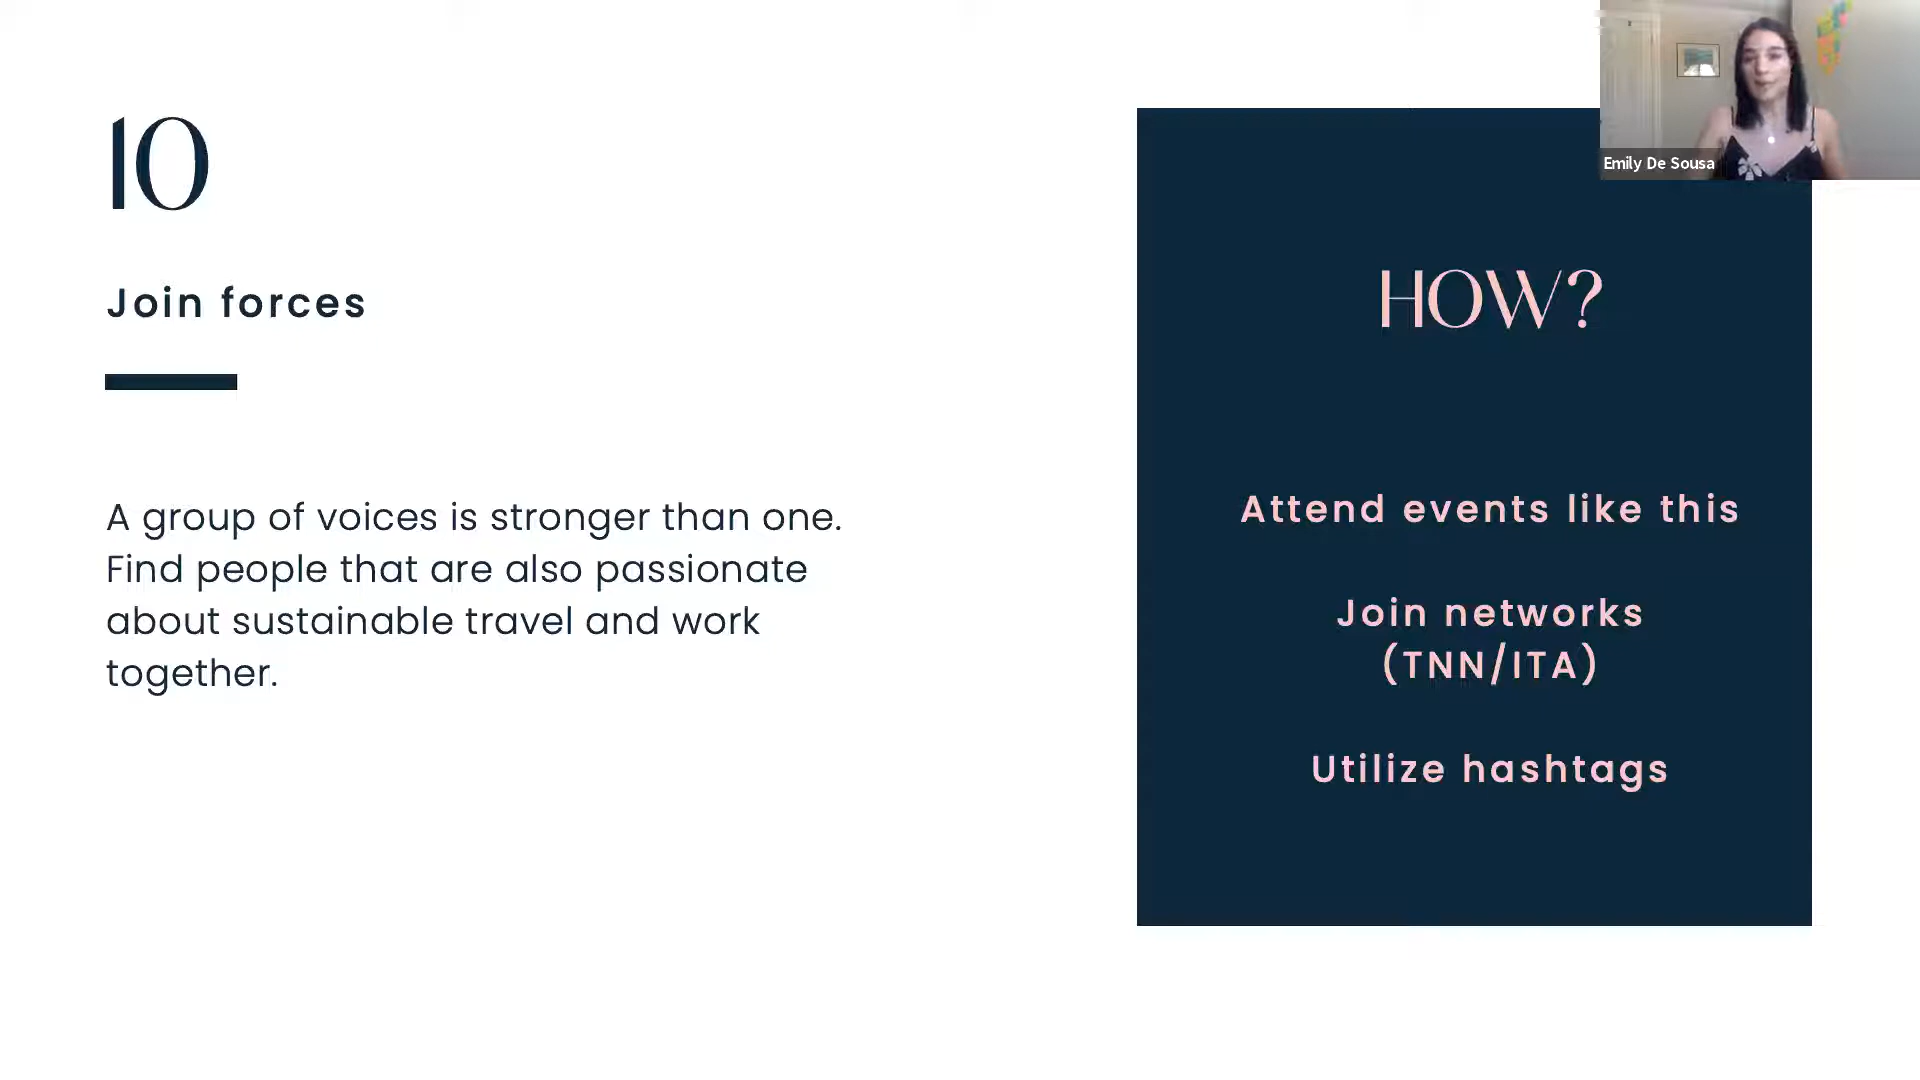 10
Join forces
A group of voices is stronger than one.
Find people that are also passionate
about sustainable travel and work
together.
HOW?
Attend events like this
Join networks
(TNN/ITA)
Utilize hashtags
Emily De Sousa